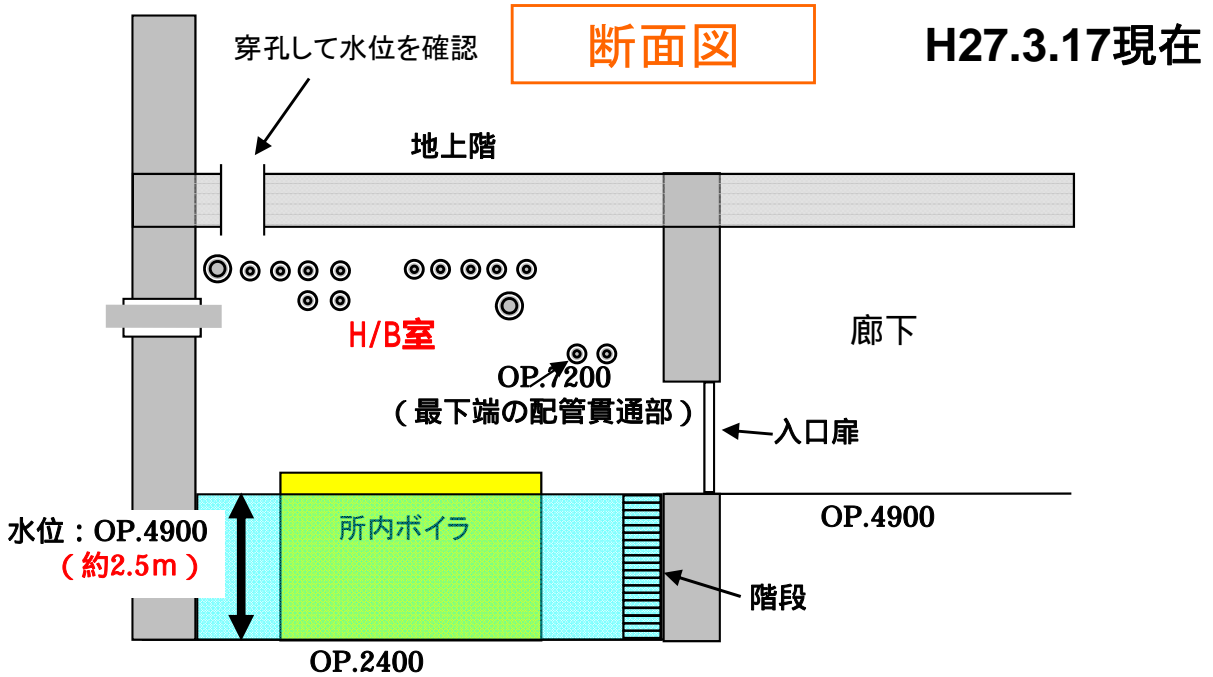 断面図
H27.3.17現在
穿孔して水位を確認
地上階
H/B室
廊下
OP.7200
(最下端の配管貫通部)
入口扉
水位:OP.4900
(約2.5m)
所内ボイラ
OP.4900
階段
OP.2400